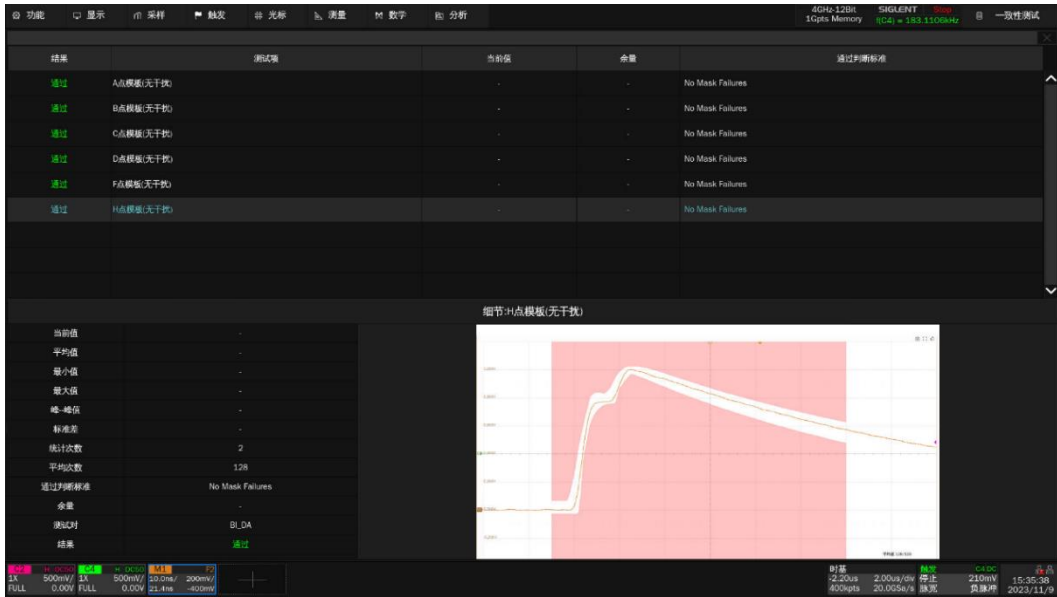 功能 显示 采样 触发 光标 测量 数学 分析 4GHz-12Bit SIGLENT Stop 一致性测试
1Gpts Memory f(C4) = 183.1106kHz
结果 测试项 当前值 余量 通过判断标准
通过 A点模板(无干扰) - - No Mask Failures
通过 B点模板(无干扰) - - No Mask Failures
通过 C点模板(无干扰) - - No Mask Failures
通过 D点模板(无干扰) - - No Mask Failures
通过 F点模板(无干扰) - - No Mask Failures
通过 H点模板(无干扰) - - No Mask Failures
细节:H点模板(无干扰)
当前值 -
平均值 -
最小值 -
最大值 -
峰-峰值 -
标准差 -
统计次数 2
平均次数 128
通过判断标准 No Mask Failures
余量 -
测试对 BI_DA
结果 通过
C2 H DC50 C4 H DC50 M1 F2 时基 触发 C4 DC
1X 500mV/ 1X 500mV/ 10.0ns/ 200mV/ -2.20us 2.00us/div 停止 210mV 15:35:38
FULL 0.00V FULL 0.00V 21.4ns -400mV 400kpts 20.0GSa/s 脉宽 负脉冲 2023/11/9